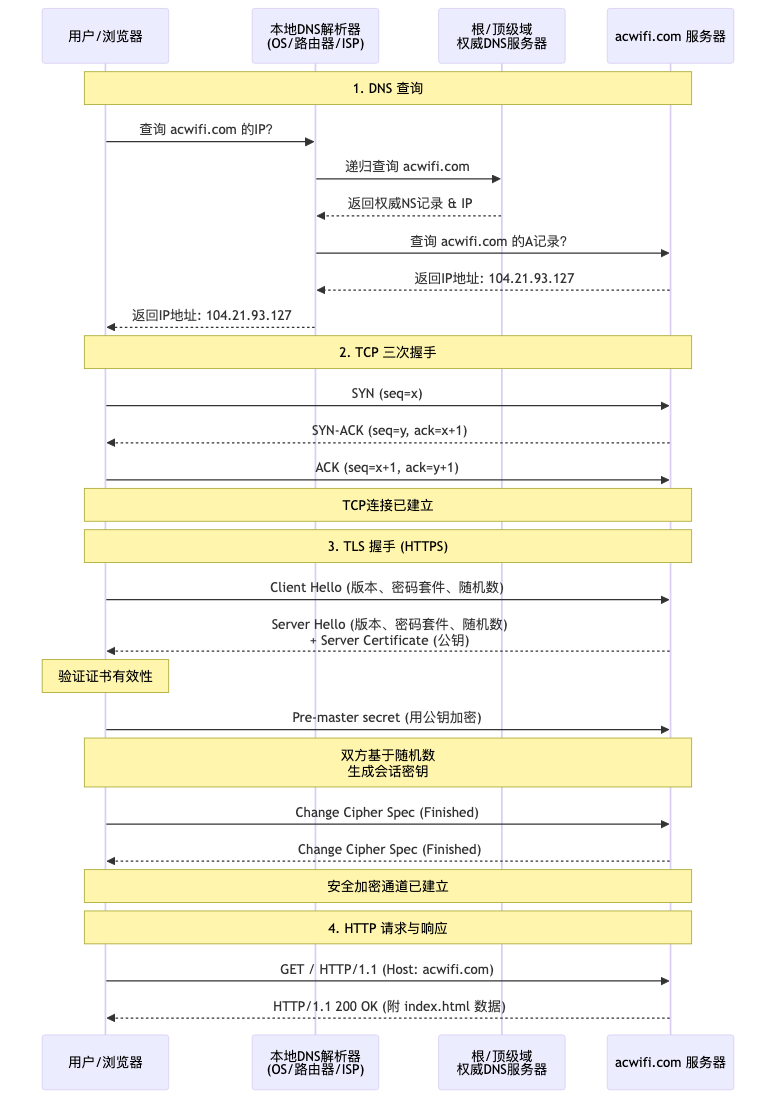 用户/浏览器
本地DNS解析器
(OS/路由器/ISP)
根/顶级域
权威DNS服务器
acwifi.com 服务器
1. DNS 查询
查询 acwifi.com 的IP?
递归查询 acwifi.com
返回权威NS记录 & IP
查询 acwifi.com 的A记录?
返回IP地址: 104.21.93.127
返回IP地址: 104.21.93.127
2. TCP 三次握手
SYN (seq=x)
SYN-ACK (seq=y, ack=x+1)
ACK (seq=x+1, ack=y+1)
TCP连接已建立
3. TLS 握手 (HTTPS)
Client Hello (版本、密码套件、随机数)
Server Hello (版本、密码套件、随机数)
+ Server Certificate (公钥)
验证证书有效性
Pre-master secret (用公钥加密)
双方基于随机数
生成会话密钥
Change Cipher Spec (Finished)
Change Cipher Spec (Finished)
安全加密通道已建立
4. HTTP 请求与响应
GET / HTTP/1.1 (Host: acwifi.com)
HTTP/1.1 200 OK (附 index.html 数据)
用户/浏览器
本地DNS解析器
(OS/路由器/ISP)
根/顶级域
权威DNS服务器
acwifi.com 服务器